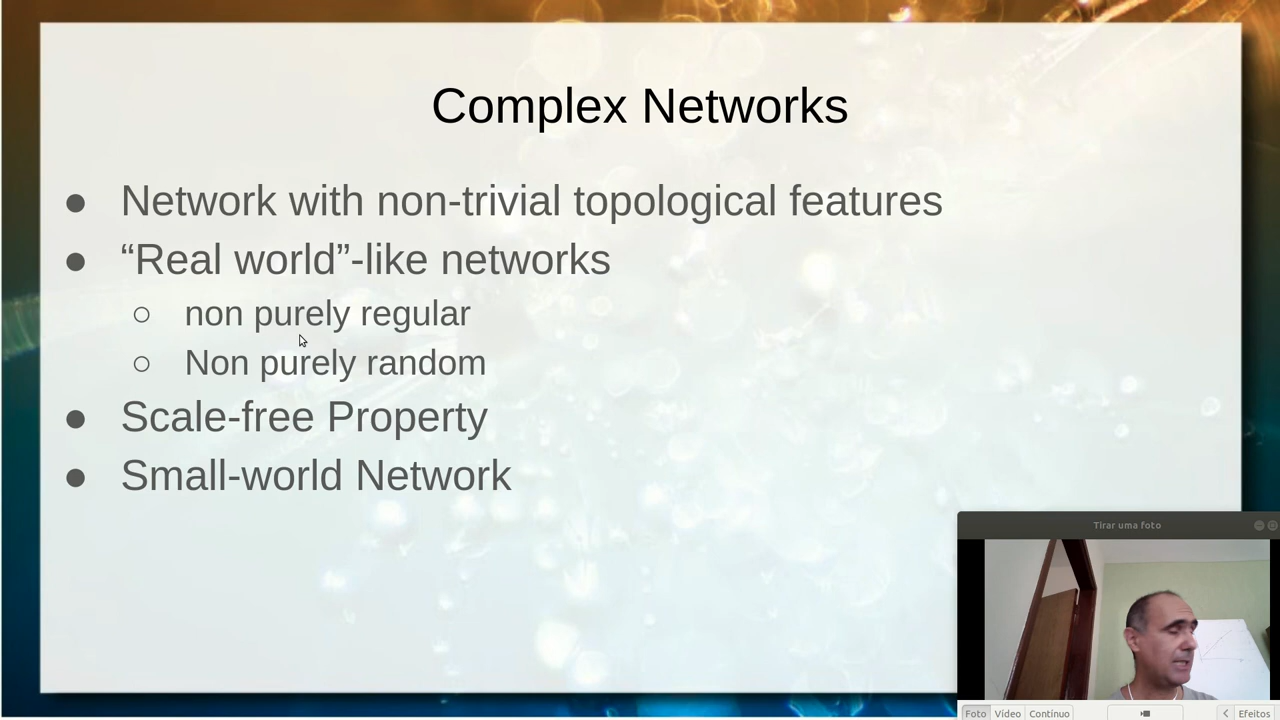 Complex Networks
● Network with non-trivial topological features
● “Real world”-like networks
○ non purely regular
○ Non purely random
● Scale-free Property
● Small-world Network
Tirar uma foto
Foto Vídeo Contínuo Efeitos